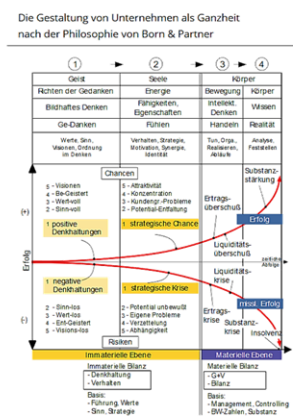 Die Gestaltung von Unternehmen als Ganzheit
nach der Philosophie von Born & Partner
1 2 3 4
Geist Seele Körper
Richten der Gedanken Energie Bewegung Körper
Bildhaftes Denken Fähigkeiten, Eigenschaften Intellekt. Denken Wissen
Ge-Danken Fühlen Handeln Realität
Werte, Sinn, Visionen, Ordnung im Denken
Verhalten, Strategie, Motivation, Synergie, Identität
Tun, Orga., Realisieren, Abläufe
Analyse, Feststellen
Chancen
5 - Visionen
4 - Be-Geistert
3 - Wert-voll
2 - Sinn-voll
5 - Attraktivität
4 - Konzentration
3 - Kundengr.-Probleme
2 - Potential-Entfaltung
Substanz-
stärkung
(+)
1 positive
Denkhaltungen
1 strategische Chance
Ertrags-
überschuß
Erfolg
Liquiditäts-
überschuß
Erfolg
zeitliche
Abfolge
1 negative
Denkhaltungen
1 strategische Krise
Liquiditäts-
krise
missl. Erfolg
2 - Sinn-los
3 - Wert-los
4 - Ent-Geistert
5 - Visions-los
2 - Potential unbewußt
3 - Eigene Probleme
4 - Verzettelung
5 - Abhängigkeit
Ertrags-
krise
Substanz-
krise
Insolvenz
(-)
Risiken
Immaterielle Ebene Materielle Ebene
Immaterielle Bilanz
- Denkhaltung
- Verhalten
Basis:
- Führung, Werte
- Sinn, Strategie
Materielle Bilanz
- G+V
- Bilanz
Basis:
- Management, Controlling
- BW-Zahlen, Substanz